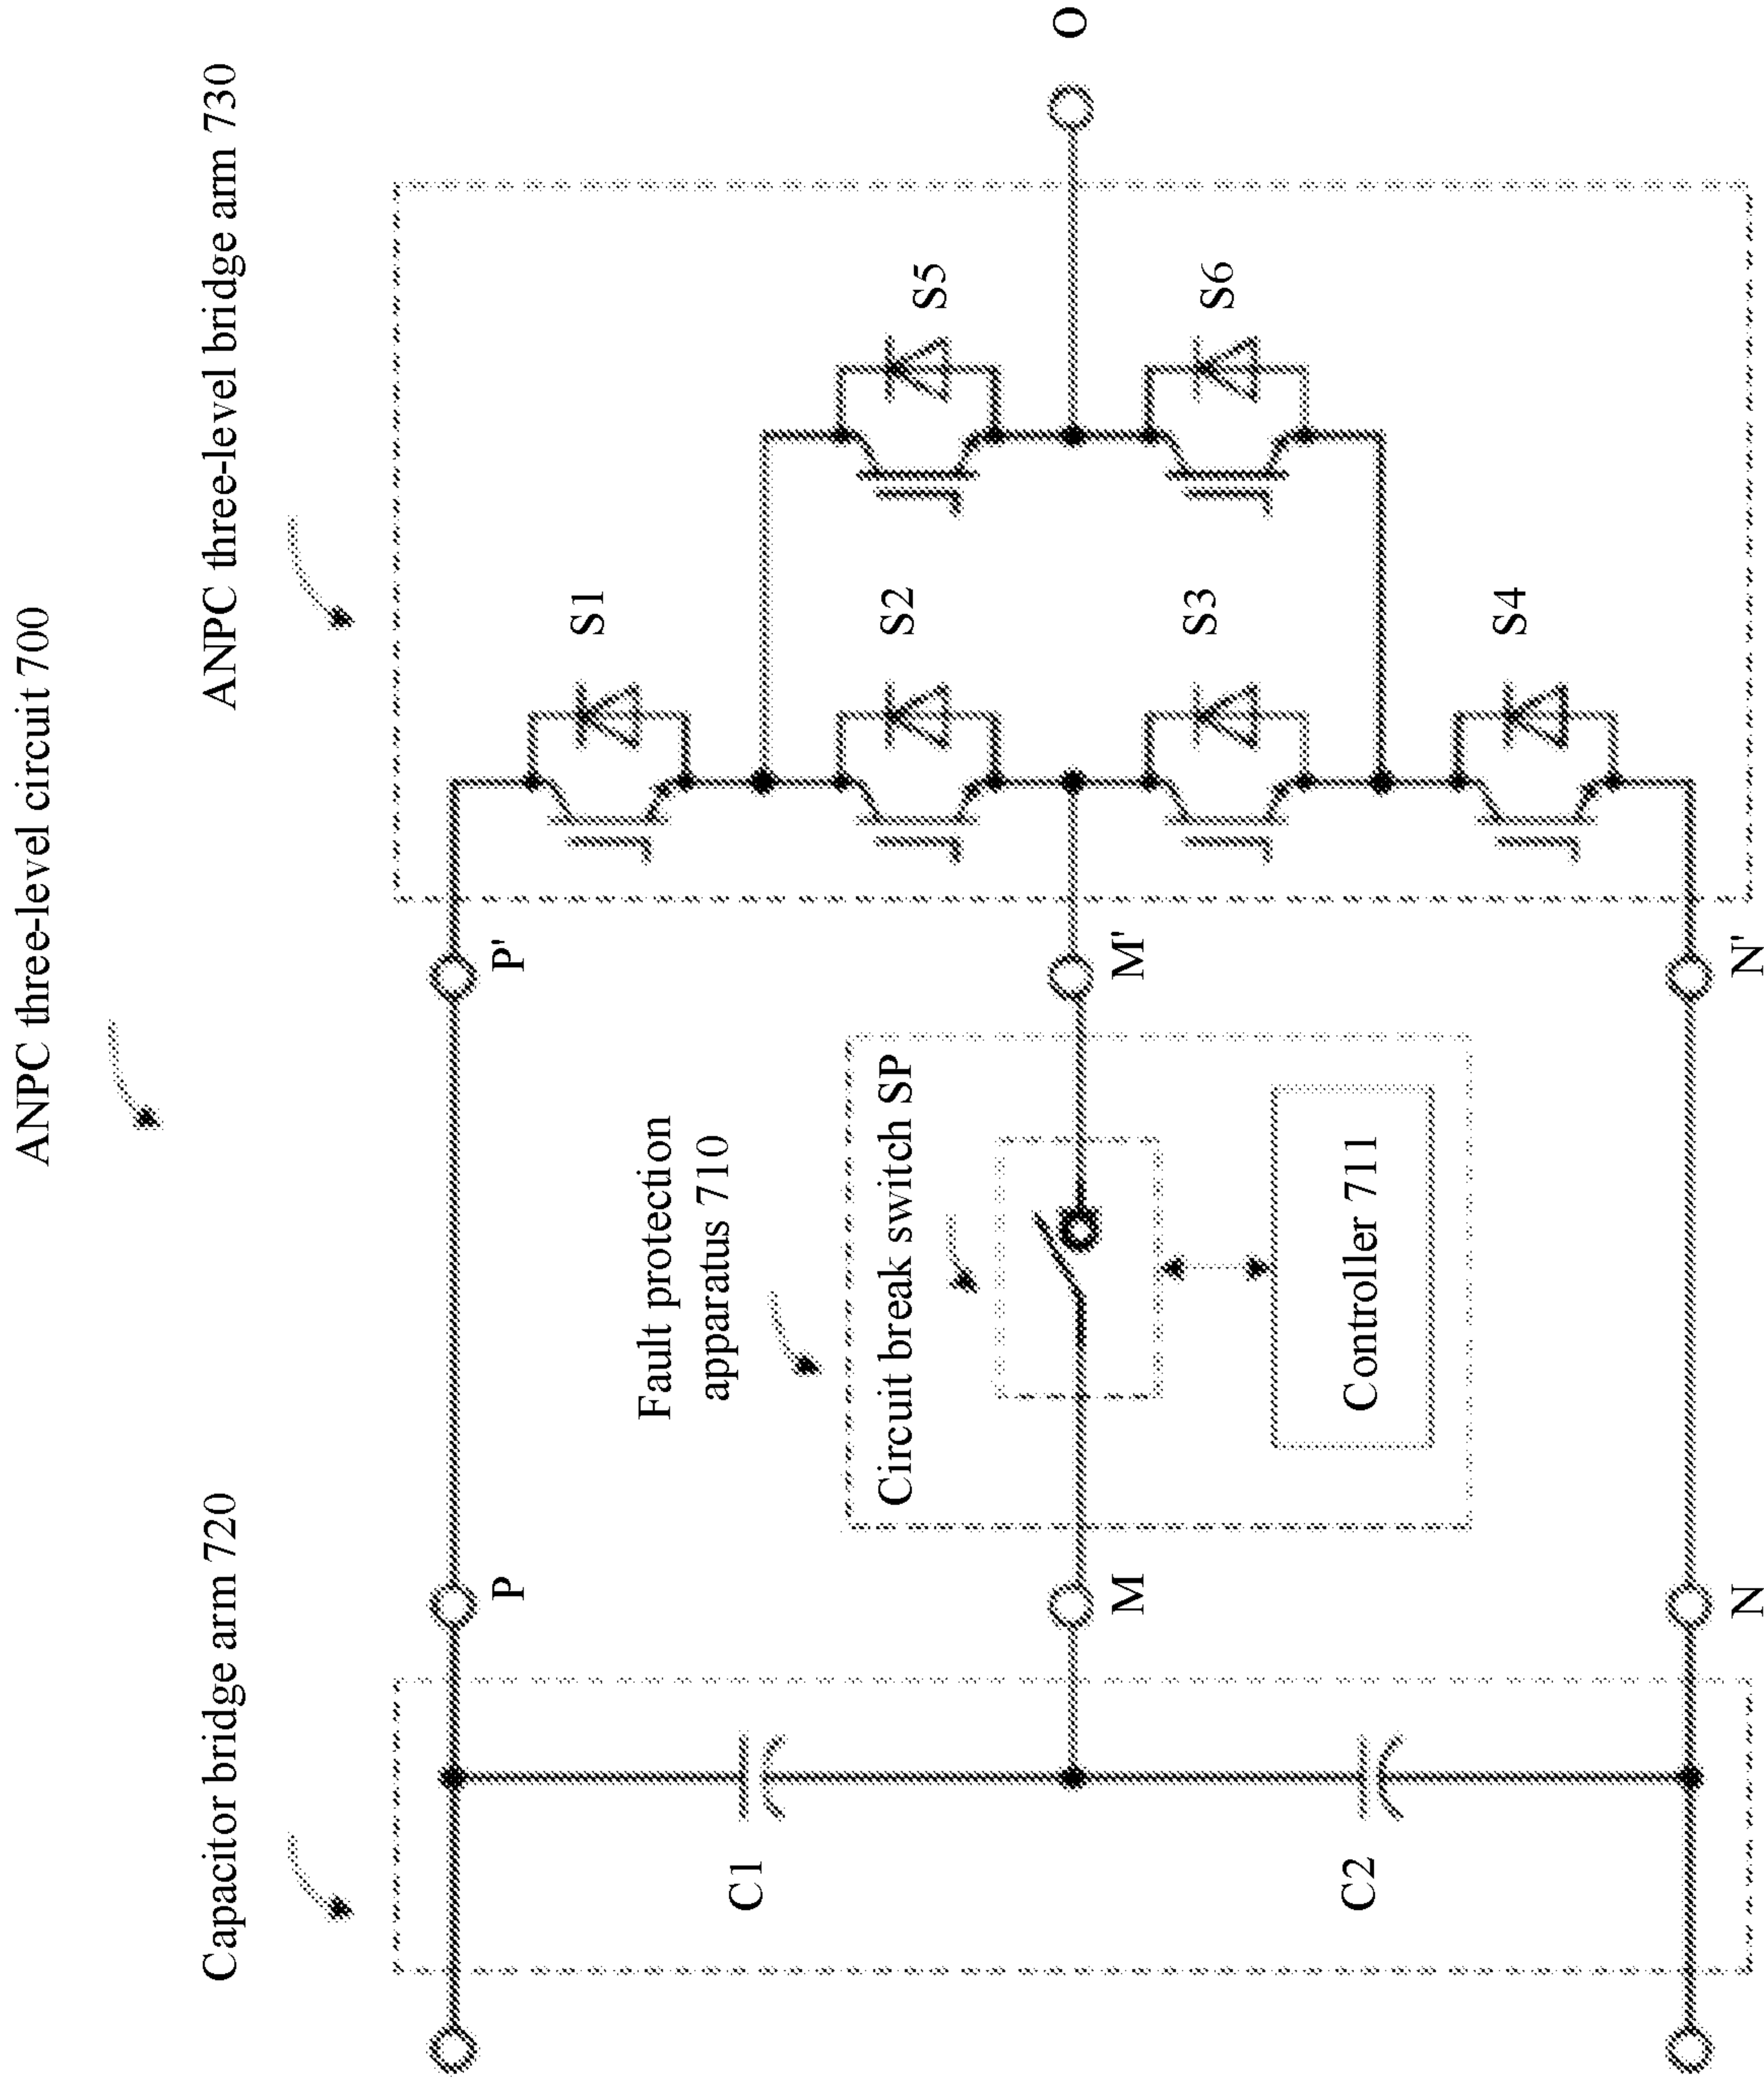 ANPC three-level circuit 700
Capacitor bridge arm 720
ANPC three-level bridge arm 730
Fault protection
apparatus 710
Circuit break switch SP
Controller 711
P
P'
M
M'
N
N'
C1
C2
S1
S2
S3
S4
S5
S6
O